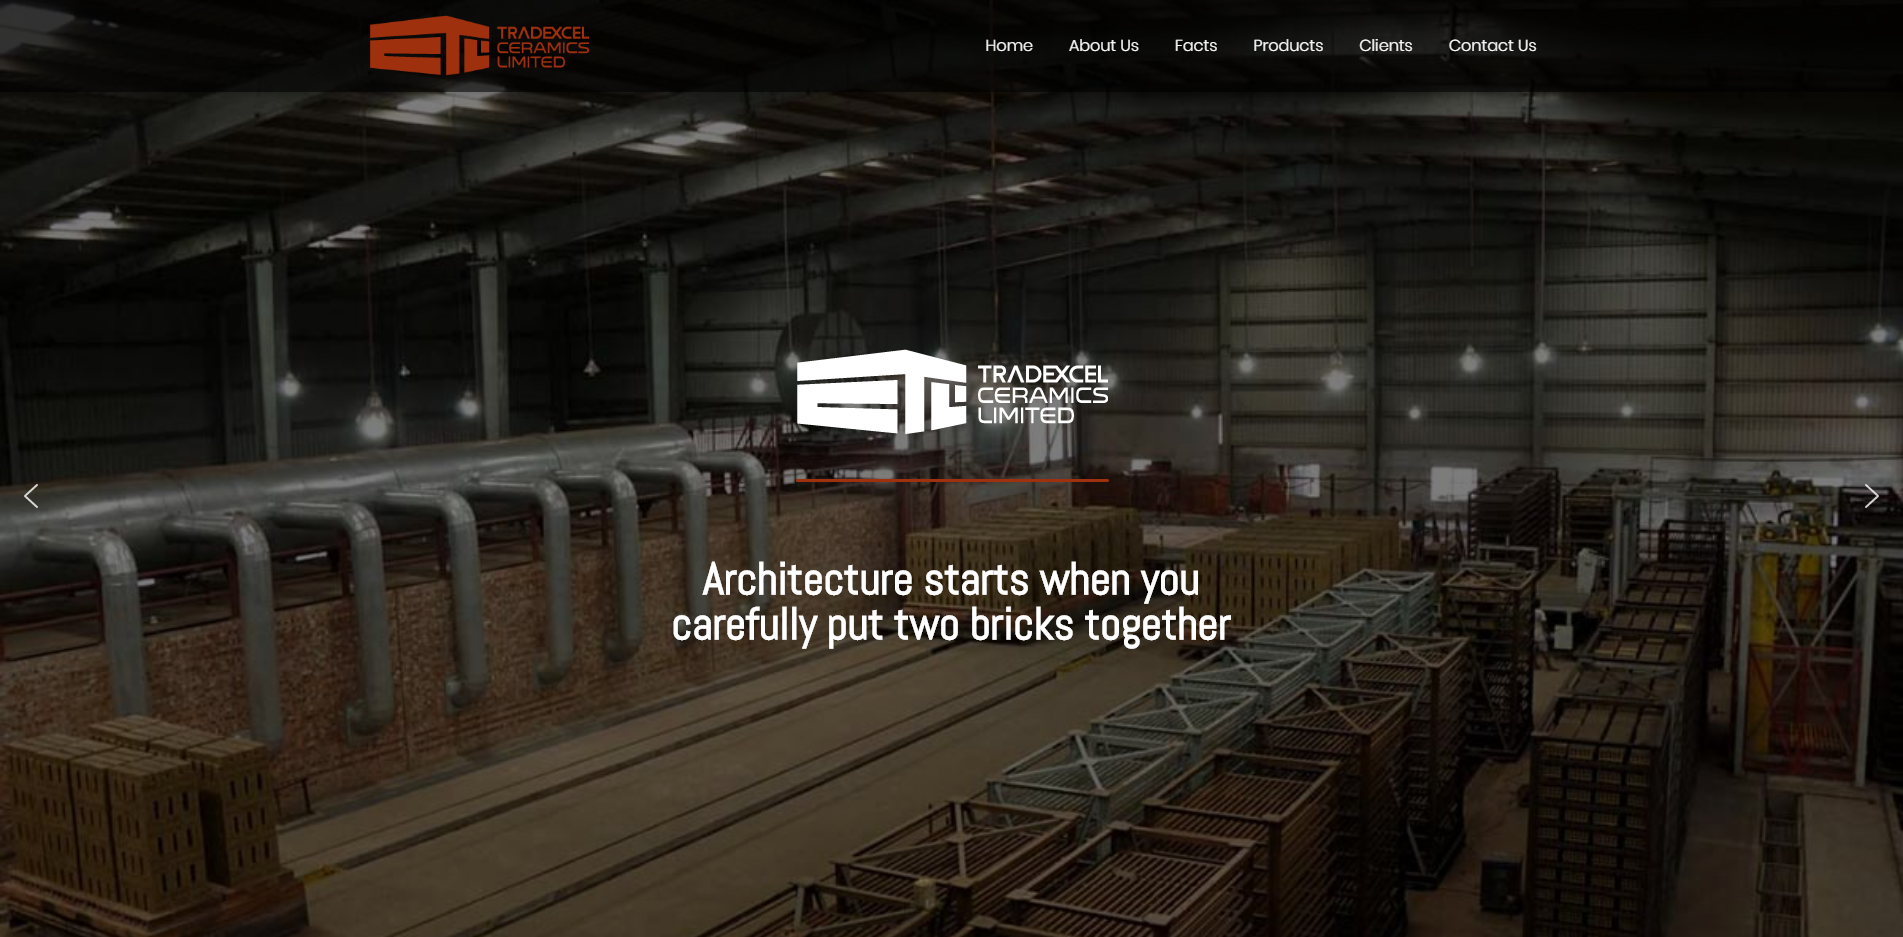 TRADEXCEL
CERAMICS
LIMITED
Home About Us Facts Products Clients Contact Us
TRADEXCEL
CERAMICS
LIMITED
Architecture starts when you
carefully put two bricks together